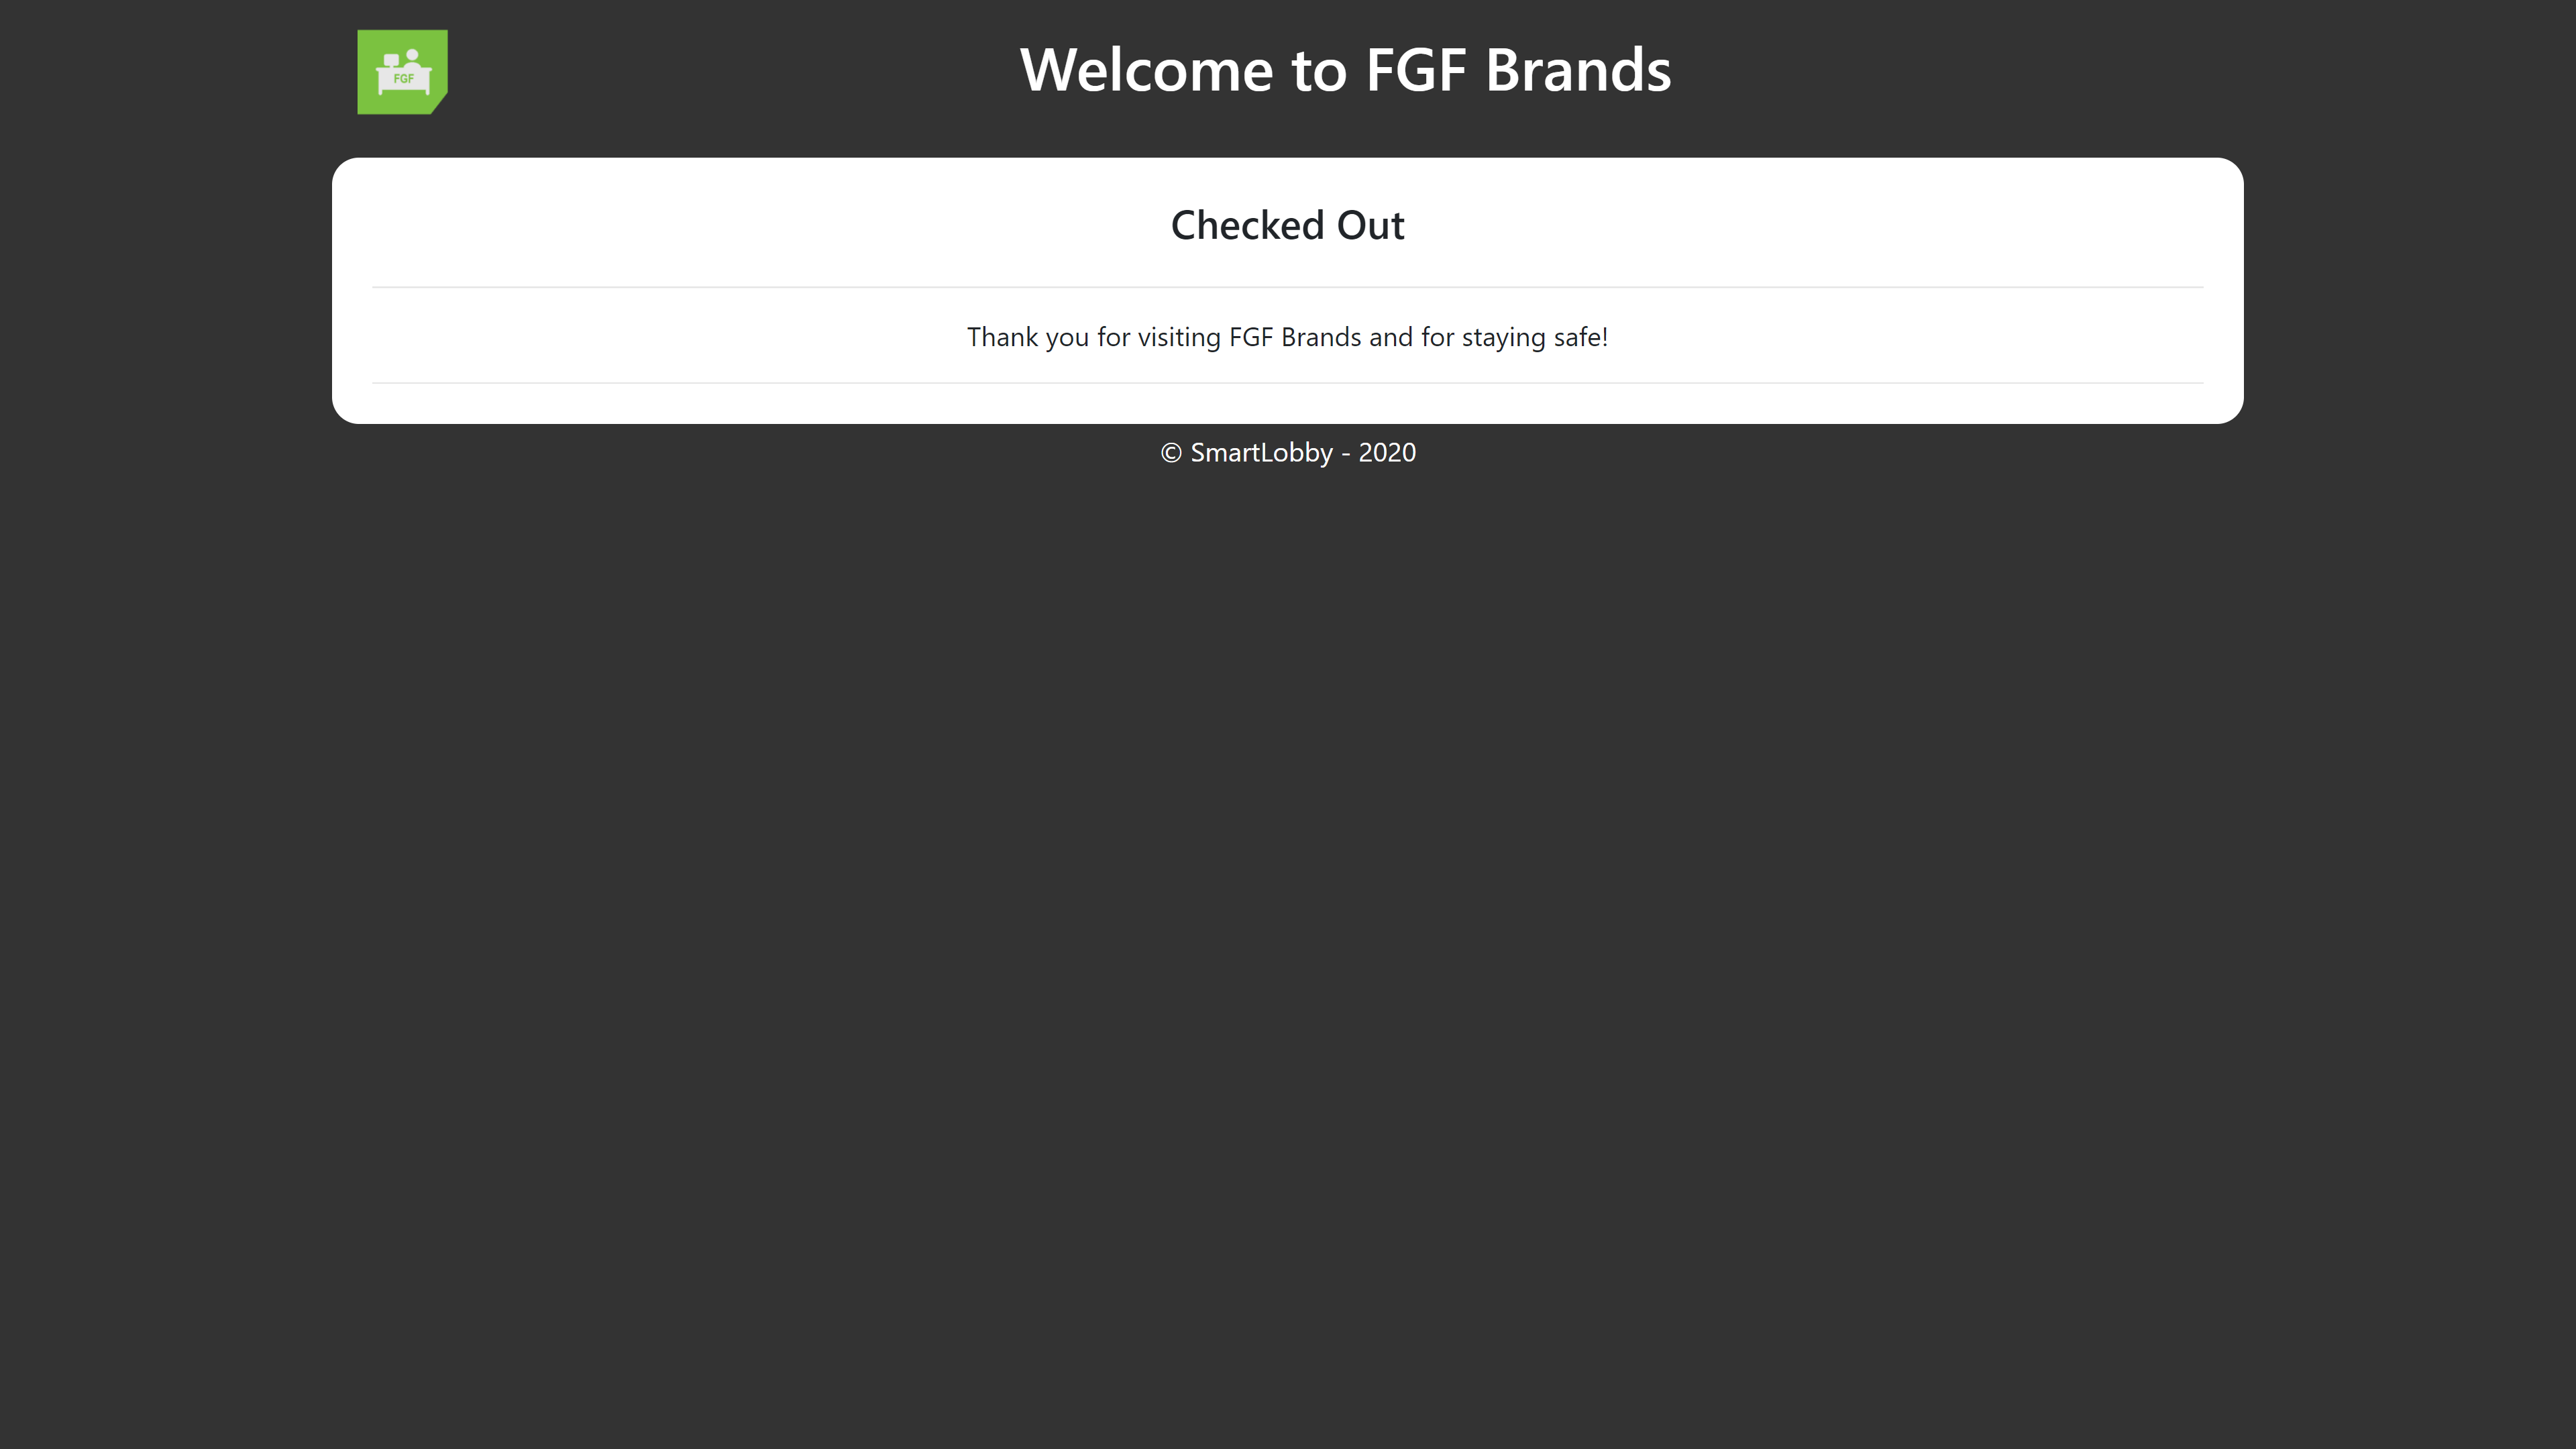 FGF
Welcome to FGF Brands
Checked Out
Thank you for visiting FGF Brands and for staying safe!
© SmartLobby - 2020